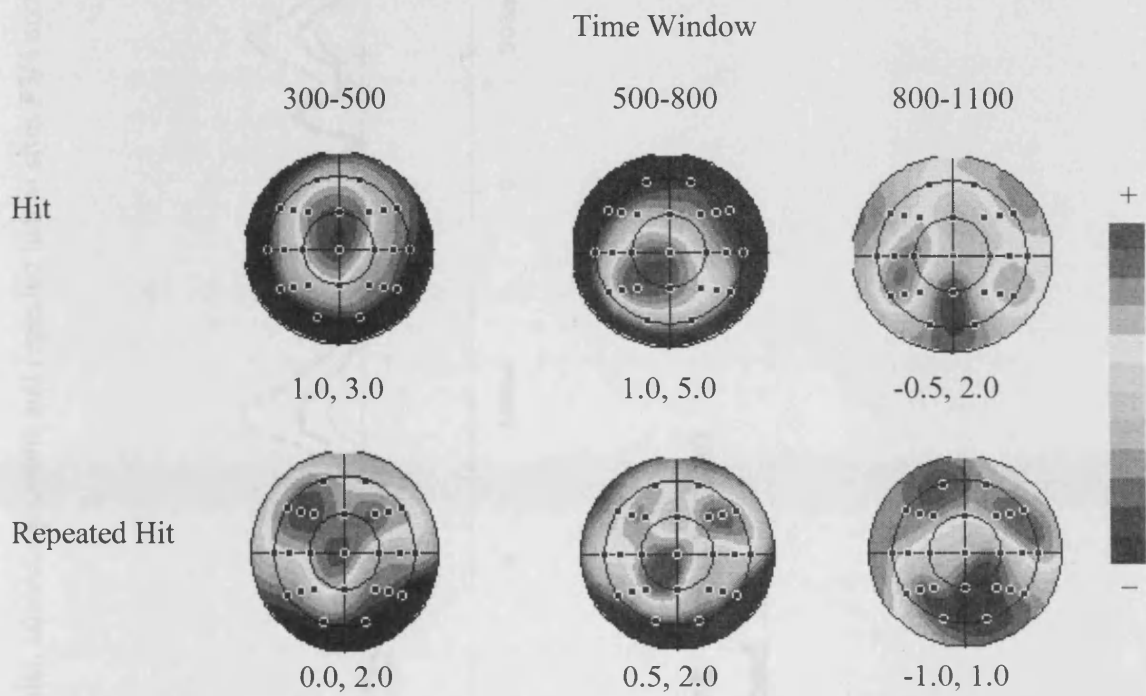 Time Window
300-500 500-800 800-1100
Hit
+
1.0, 3.0 1.0, 5.0 -0.5, 2.0
Repeated Hit
−
0.0, 2.0 0.5, 2.0 -1.0, 1.0